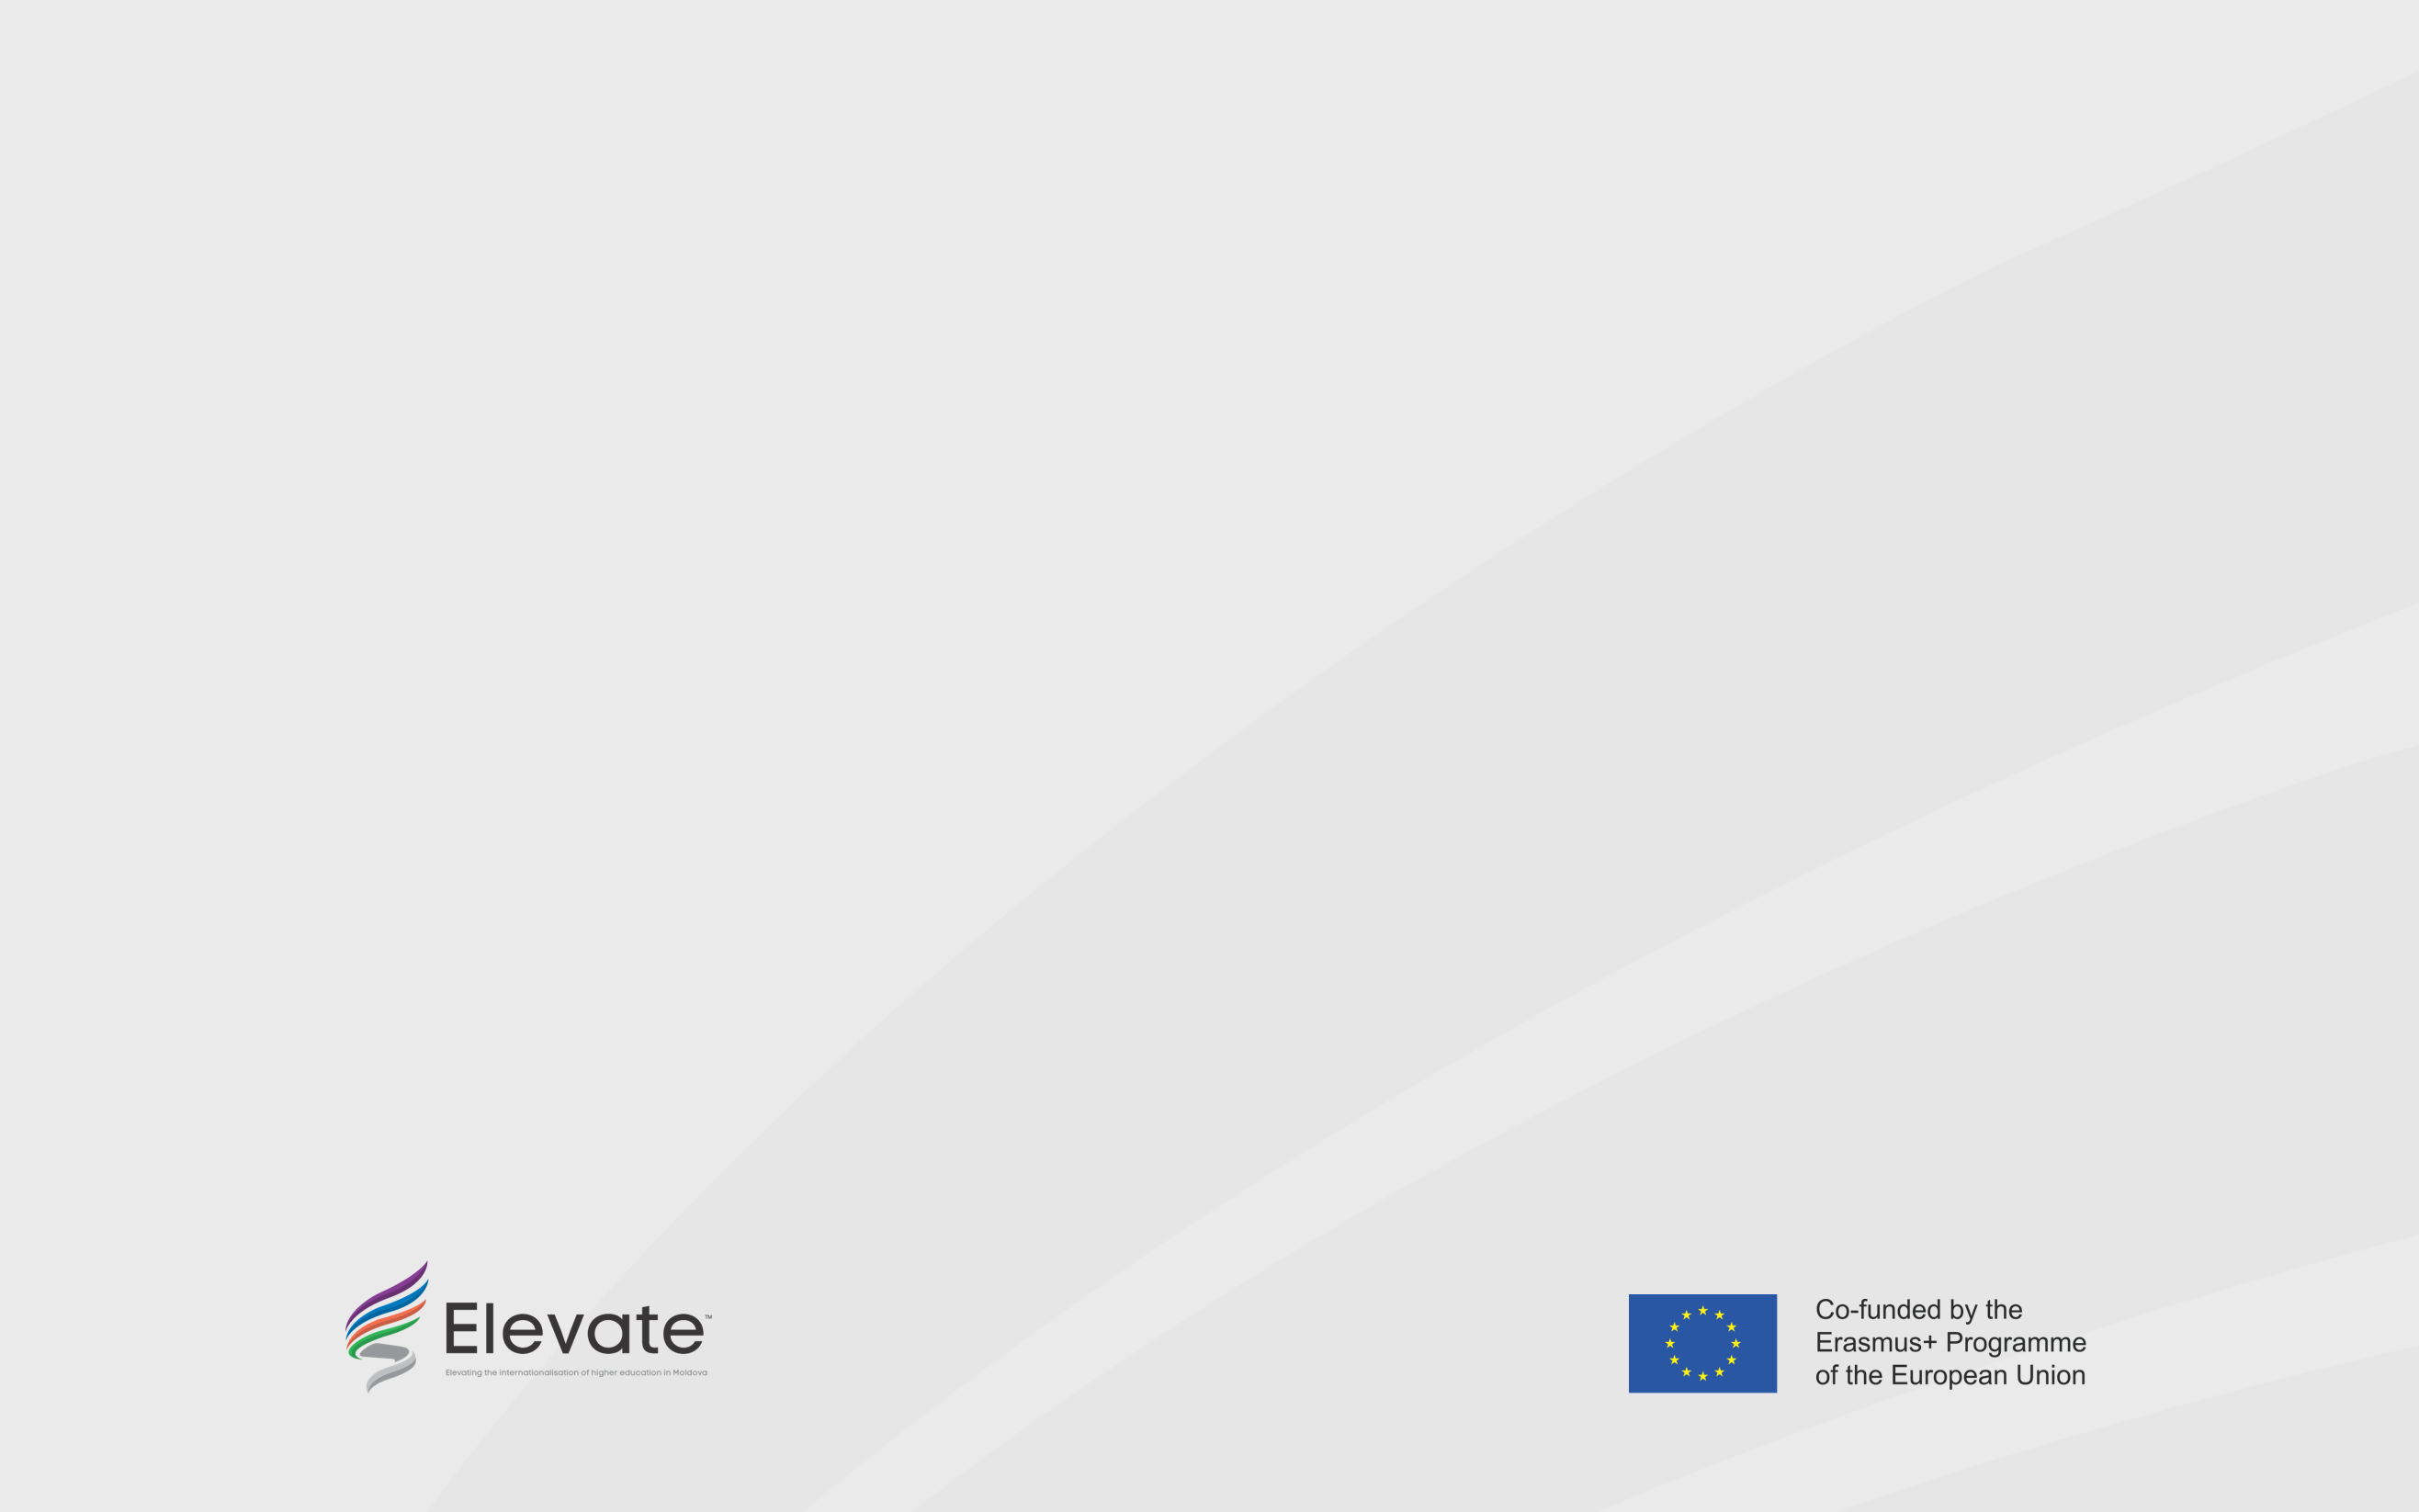 Elevate™
Elevating the internationalisation of higher education in Moldova
Co-funded by the
Erasmus+ Programme
of the European Union